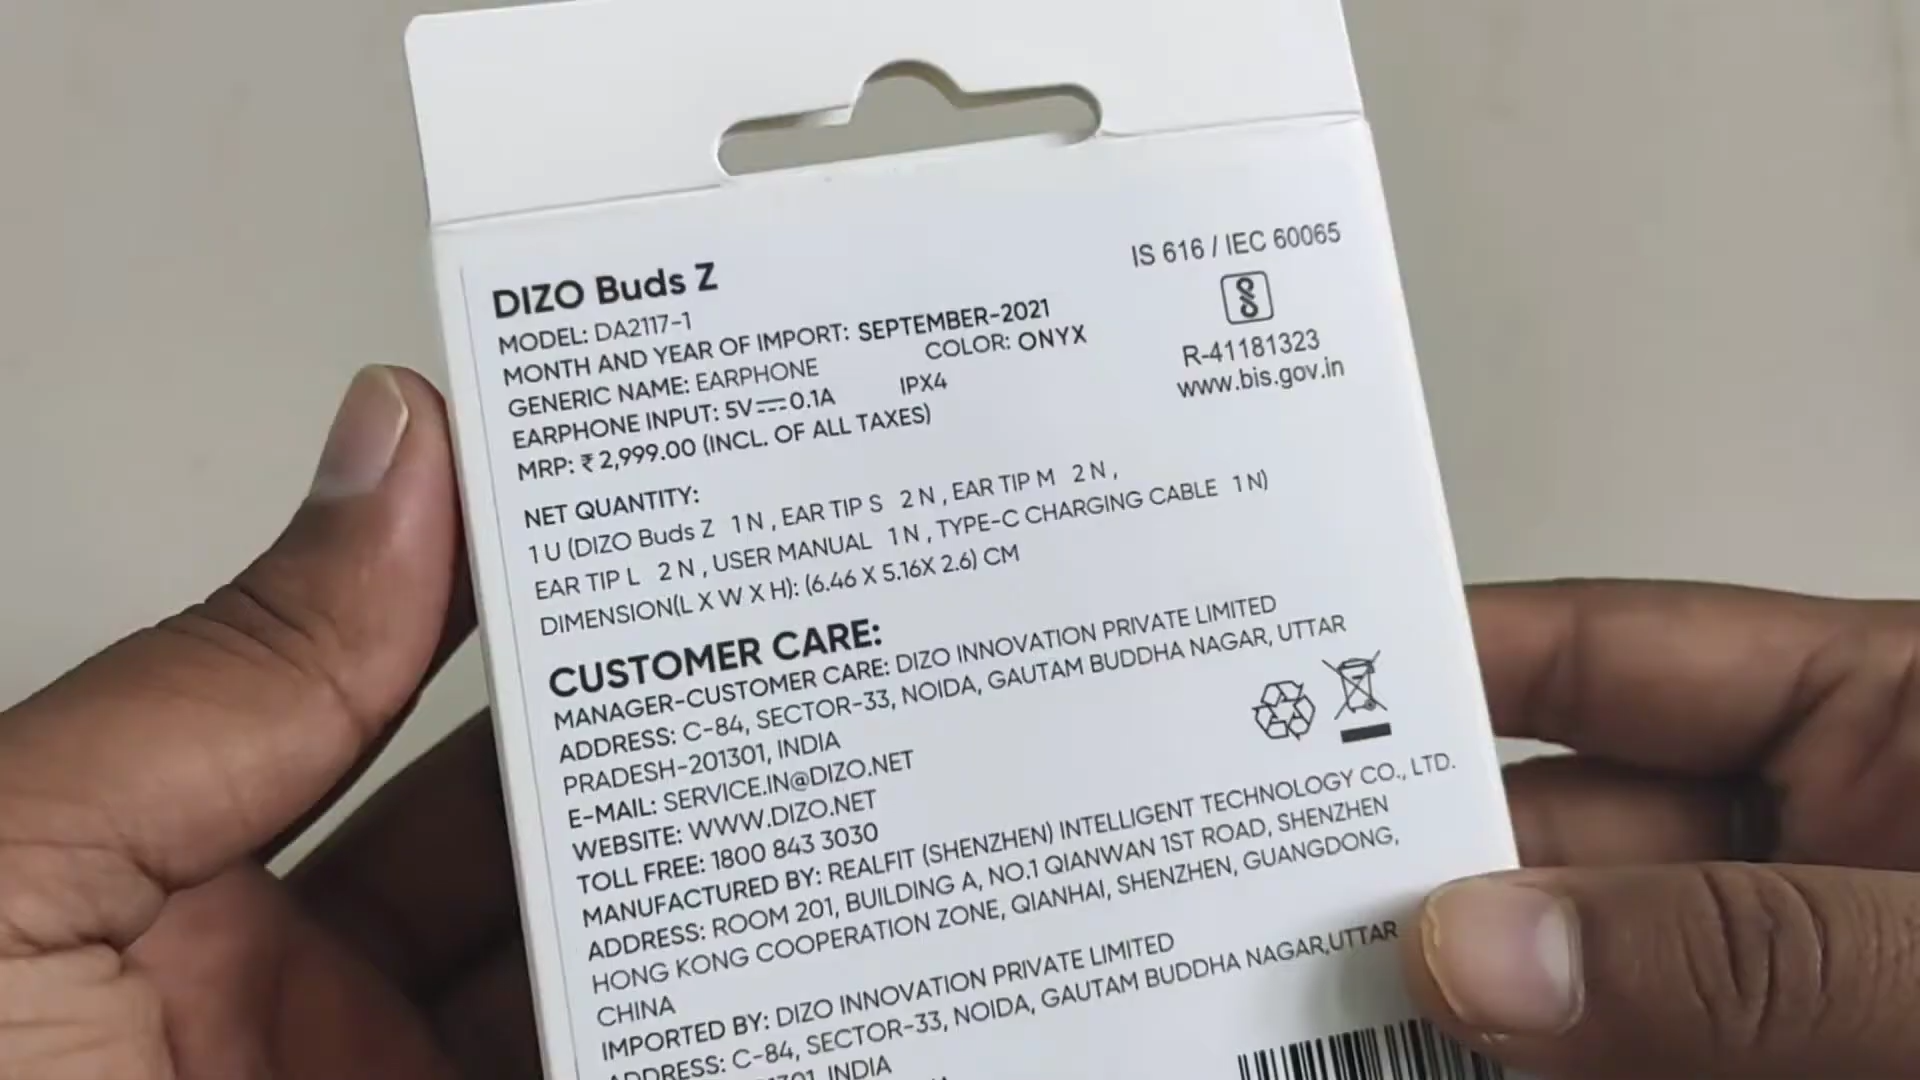 DIZO Buds Z
MODEL: DA2117-1
MONTH AND YEAR OF IMPORT: SEPTEMBER-2021
GENERIC NAME: EARPHONE COLOR: ONYX
EARPHONE INPUT: 5V⎓0.1A IPX4
MRP: ₹ 2,999.00 (INCL. OF ALL TAXES)
IS 616 / IEC 60065
R-41181323
www.bis.gov.in
NET QUANTITY:
1 U (DIZO Buds Z 1 N , EAR TIP S 2 N , EAR TIP M 2 N ,
EAR TIP L 2 N , USER MANUAL 1 N , TYPE-C CHARGING CABLE 1 N)
DIMENSION(L X W X H): (6.46 X 5.16X 2.6) CM
CUSTOMER CARE:
MANAGER-CUSTOMER CARE: DIZO INNOVATION PRIVATE LIMITED
ADDRESS: C-84, SECTOR-33, NOIDA, GAUTAM BUDDHA NAGAR, UTTAR
PRADESH-201301, INDIA
E-MAIL: SERVICE.IN@DIZO.NET
WEBSITE: WWW.DIZO.NET
TOLL FREE: 1800 843 3030
MANUFACTURED BY: REALFIT (SHENZHEN) INTELLIGENT TECHNOLOGY CO., LTD.
ADDRESS: ROOM 201, BUILDING A, NO.1 QIANWAN 1ST ROAD, SHENZHEN
HONG KONG COOPERATION ZONE, QIANHAI, SHENZHEN, GUANGDONG,
CHINA
IMPORTED BY: DIZO INNOVATION PRIVATE LIMITED
ADDRESS: C-84, SECTOR-33, NOIDA, GAUTAM BUDDHA NAGAR,UTTAR
INDIA